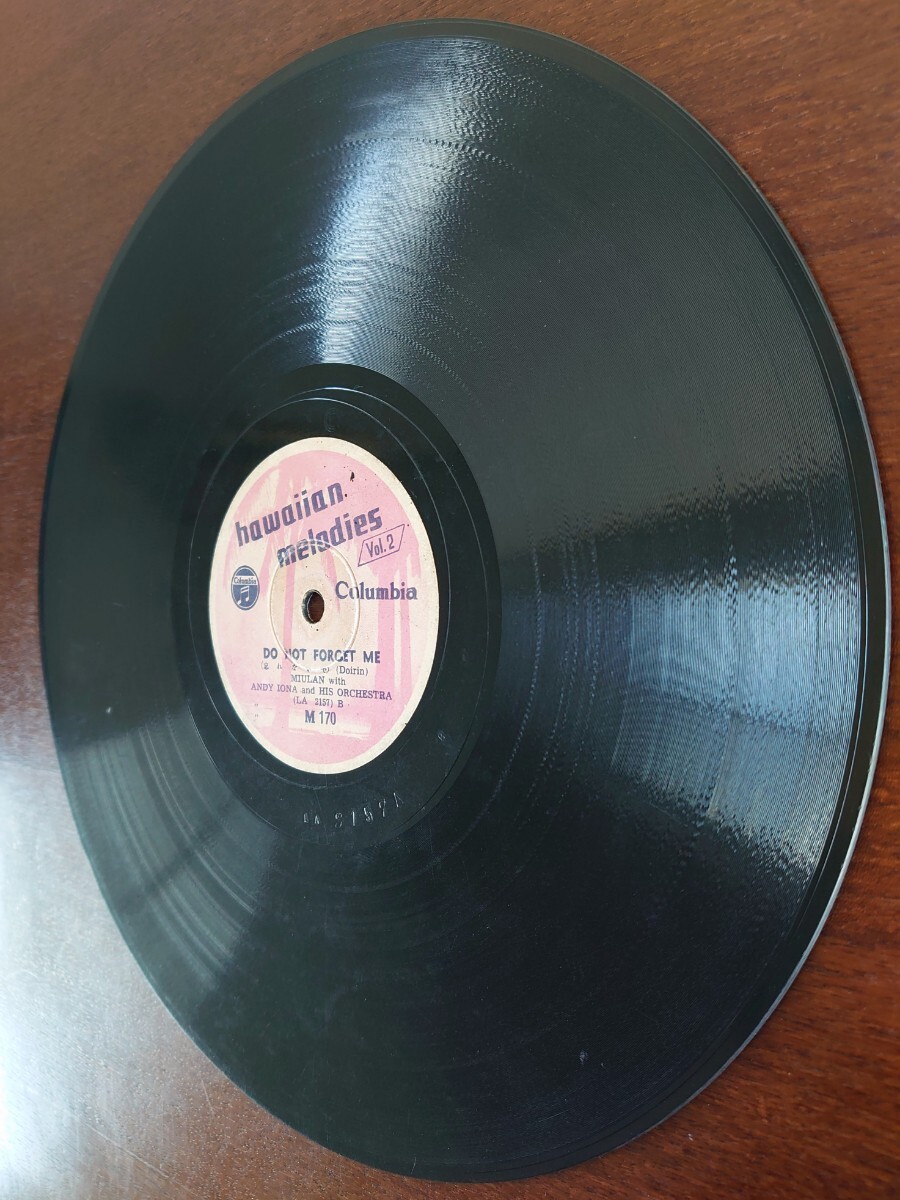 hawaiian
melodies
Vol. 2
Columbia
Columbia
DO NOT FORGET ME
(Doirin)
MIULAN with
ANDY IONA and HIS ORCHESTRA
(LA 2157) B
M 170